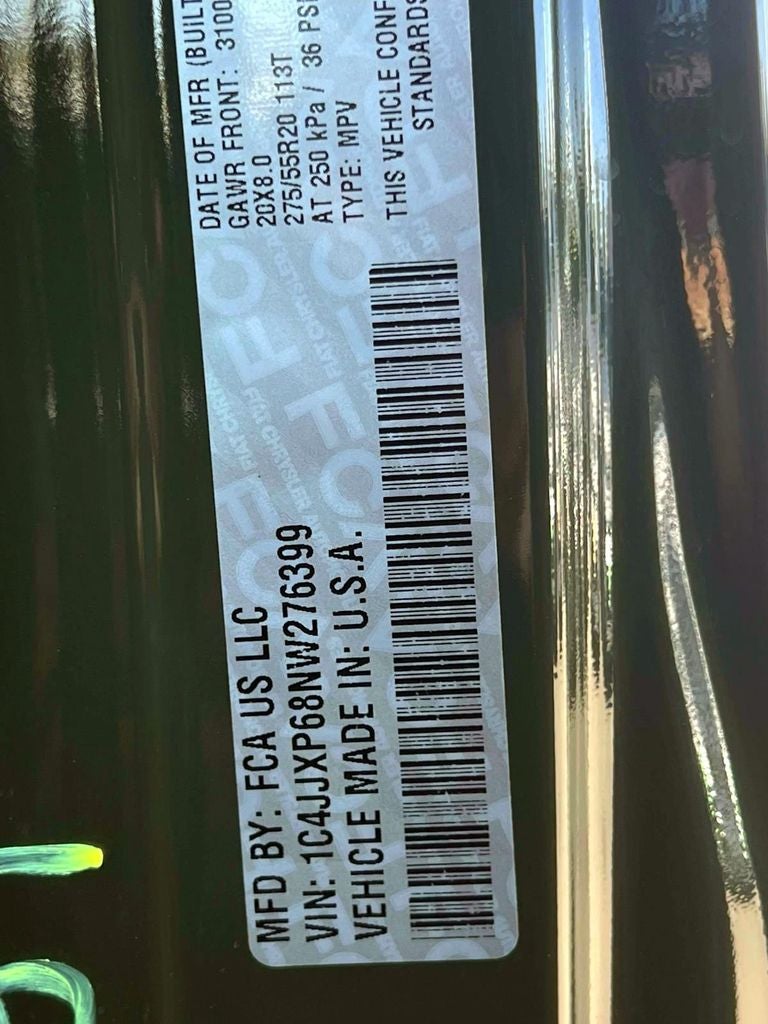 MFD BY: FCA US LLC
VIN: 1C4JJXP68NW276399
VEHICLE MADE IN: U.S.A.
DATE OF MFR (BUILT
GAWR FRONT: 3100
20X8.0
275/55R20 113T
AT 250 kPa / 36 PSI
TYPE: MPV
THIS VEHICLE CONF
STANDARDS